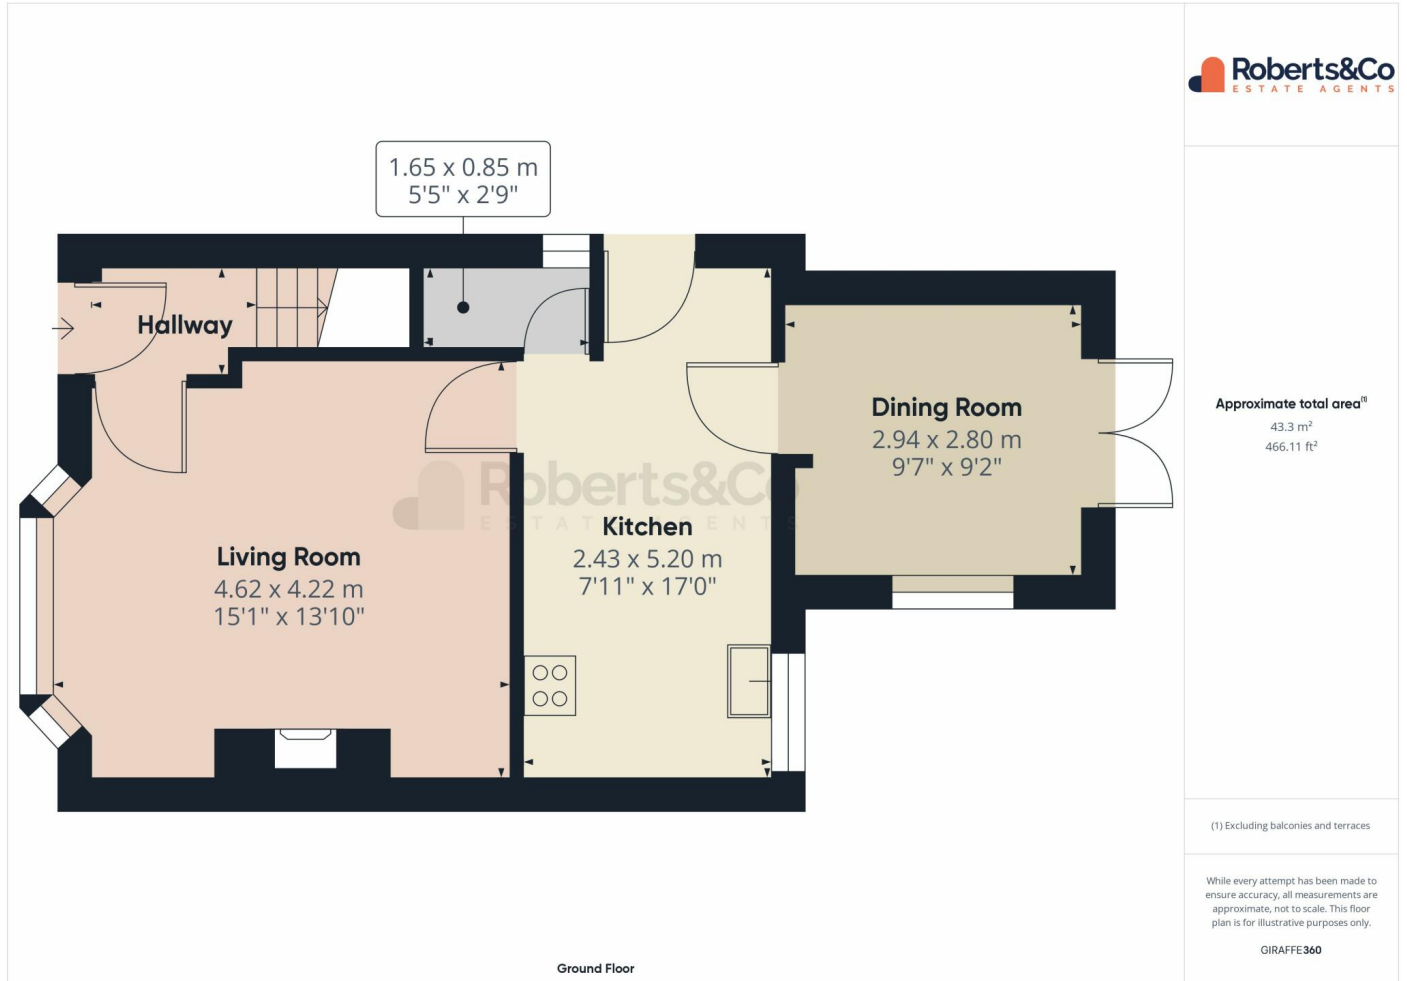 Roberts&Co
ESTATE AGENTS
1.65 x 0.85 m
5'5" x 2'9"
Hallway
Dining Room
2.94 x 2.80 m
9'7" x 9'2"
Roberts&Co
ESTATE AGENTS
Kitchen
2.43 x 5.20 m
7'11" x 17'0"
Living Room
4.62 x 4.22 m
15'1" x 13'10"
Approximate total area(1)
43.3 m²
466.11 ft²
(1) Excluding balconies and terraces
While every attempt has been made to
ensure accuracy, all measurements are
approximate, not to scale. This floor
plan is for illustrative purposes only.
GIRAFFE360
Ground Floor